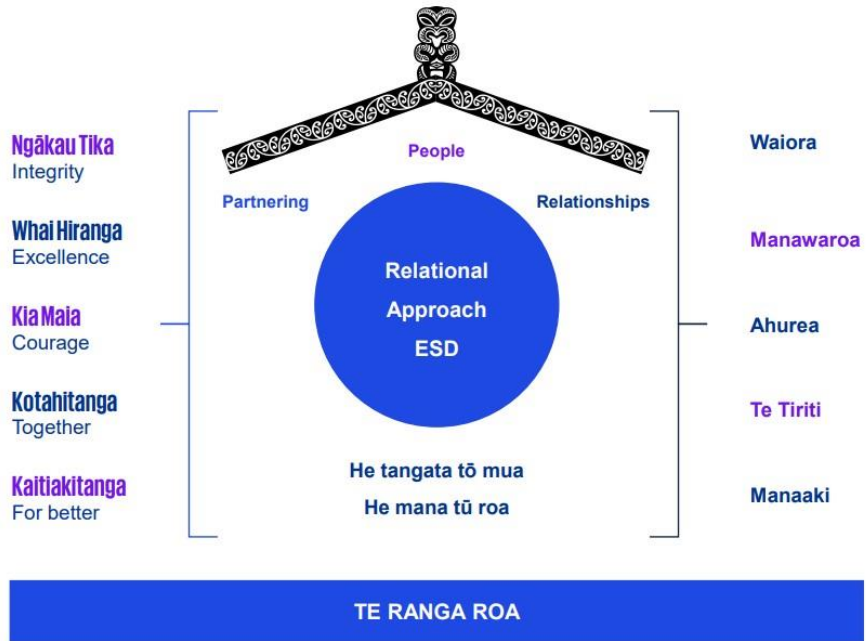 Ngākau Tika
Integrity
Whai Hiranga
Excellence
Kia Maia
Courage
Kotahitanga
Together
Kaitiakitanga
For better
People
Partnering
Relationships
Relational
Approach
ESD
He tangata tō mua
He mana tū roa
Waiora
Manawaroa
Ahurea
Te Tiriti
Manaaki
TE RANGA ROA